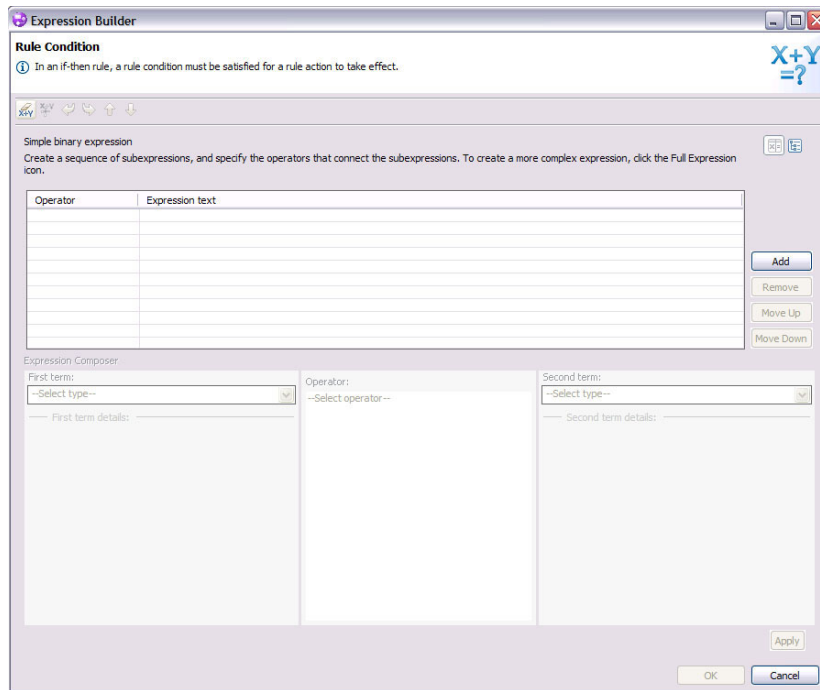 Expression Builder
Rule Condition
In an if-then rule, a rule condition must be satisfied for a rule action to take effect.
X+Y
=?
X+Y
X+Y
Simple binary expression
Create a sequence of subexpressions, and specify the operators that connect the subexpressions. To create a more complex expression, click the Full Expression
icon.
Operator Expression text
Add
Remove
Move Up
Move Down
Expression Composer
First term:
Operator:
Second term:
--Select type--
--Select operator--
--Select type--
First term details:
Second term details:
Apply
OK Cancel